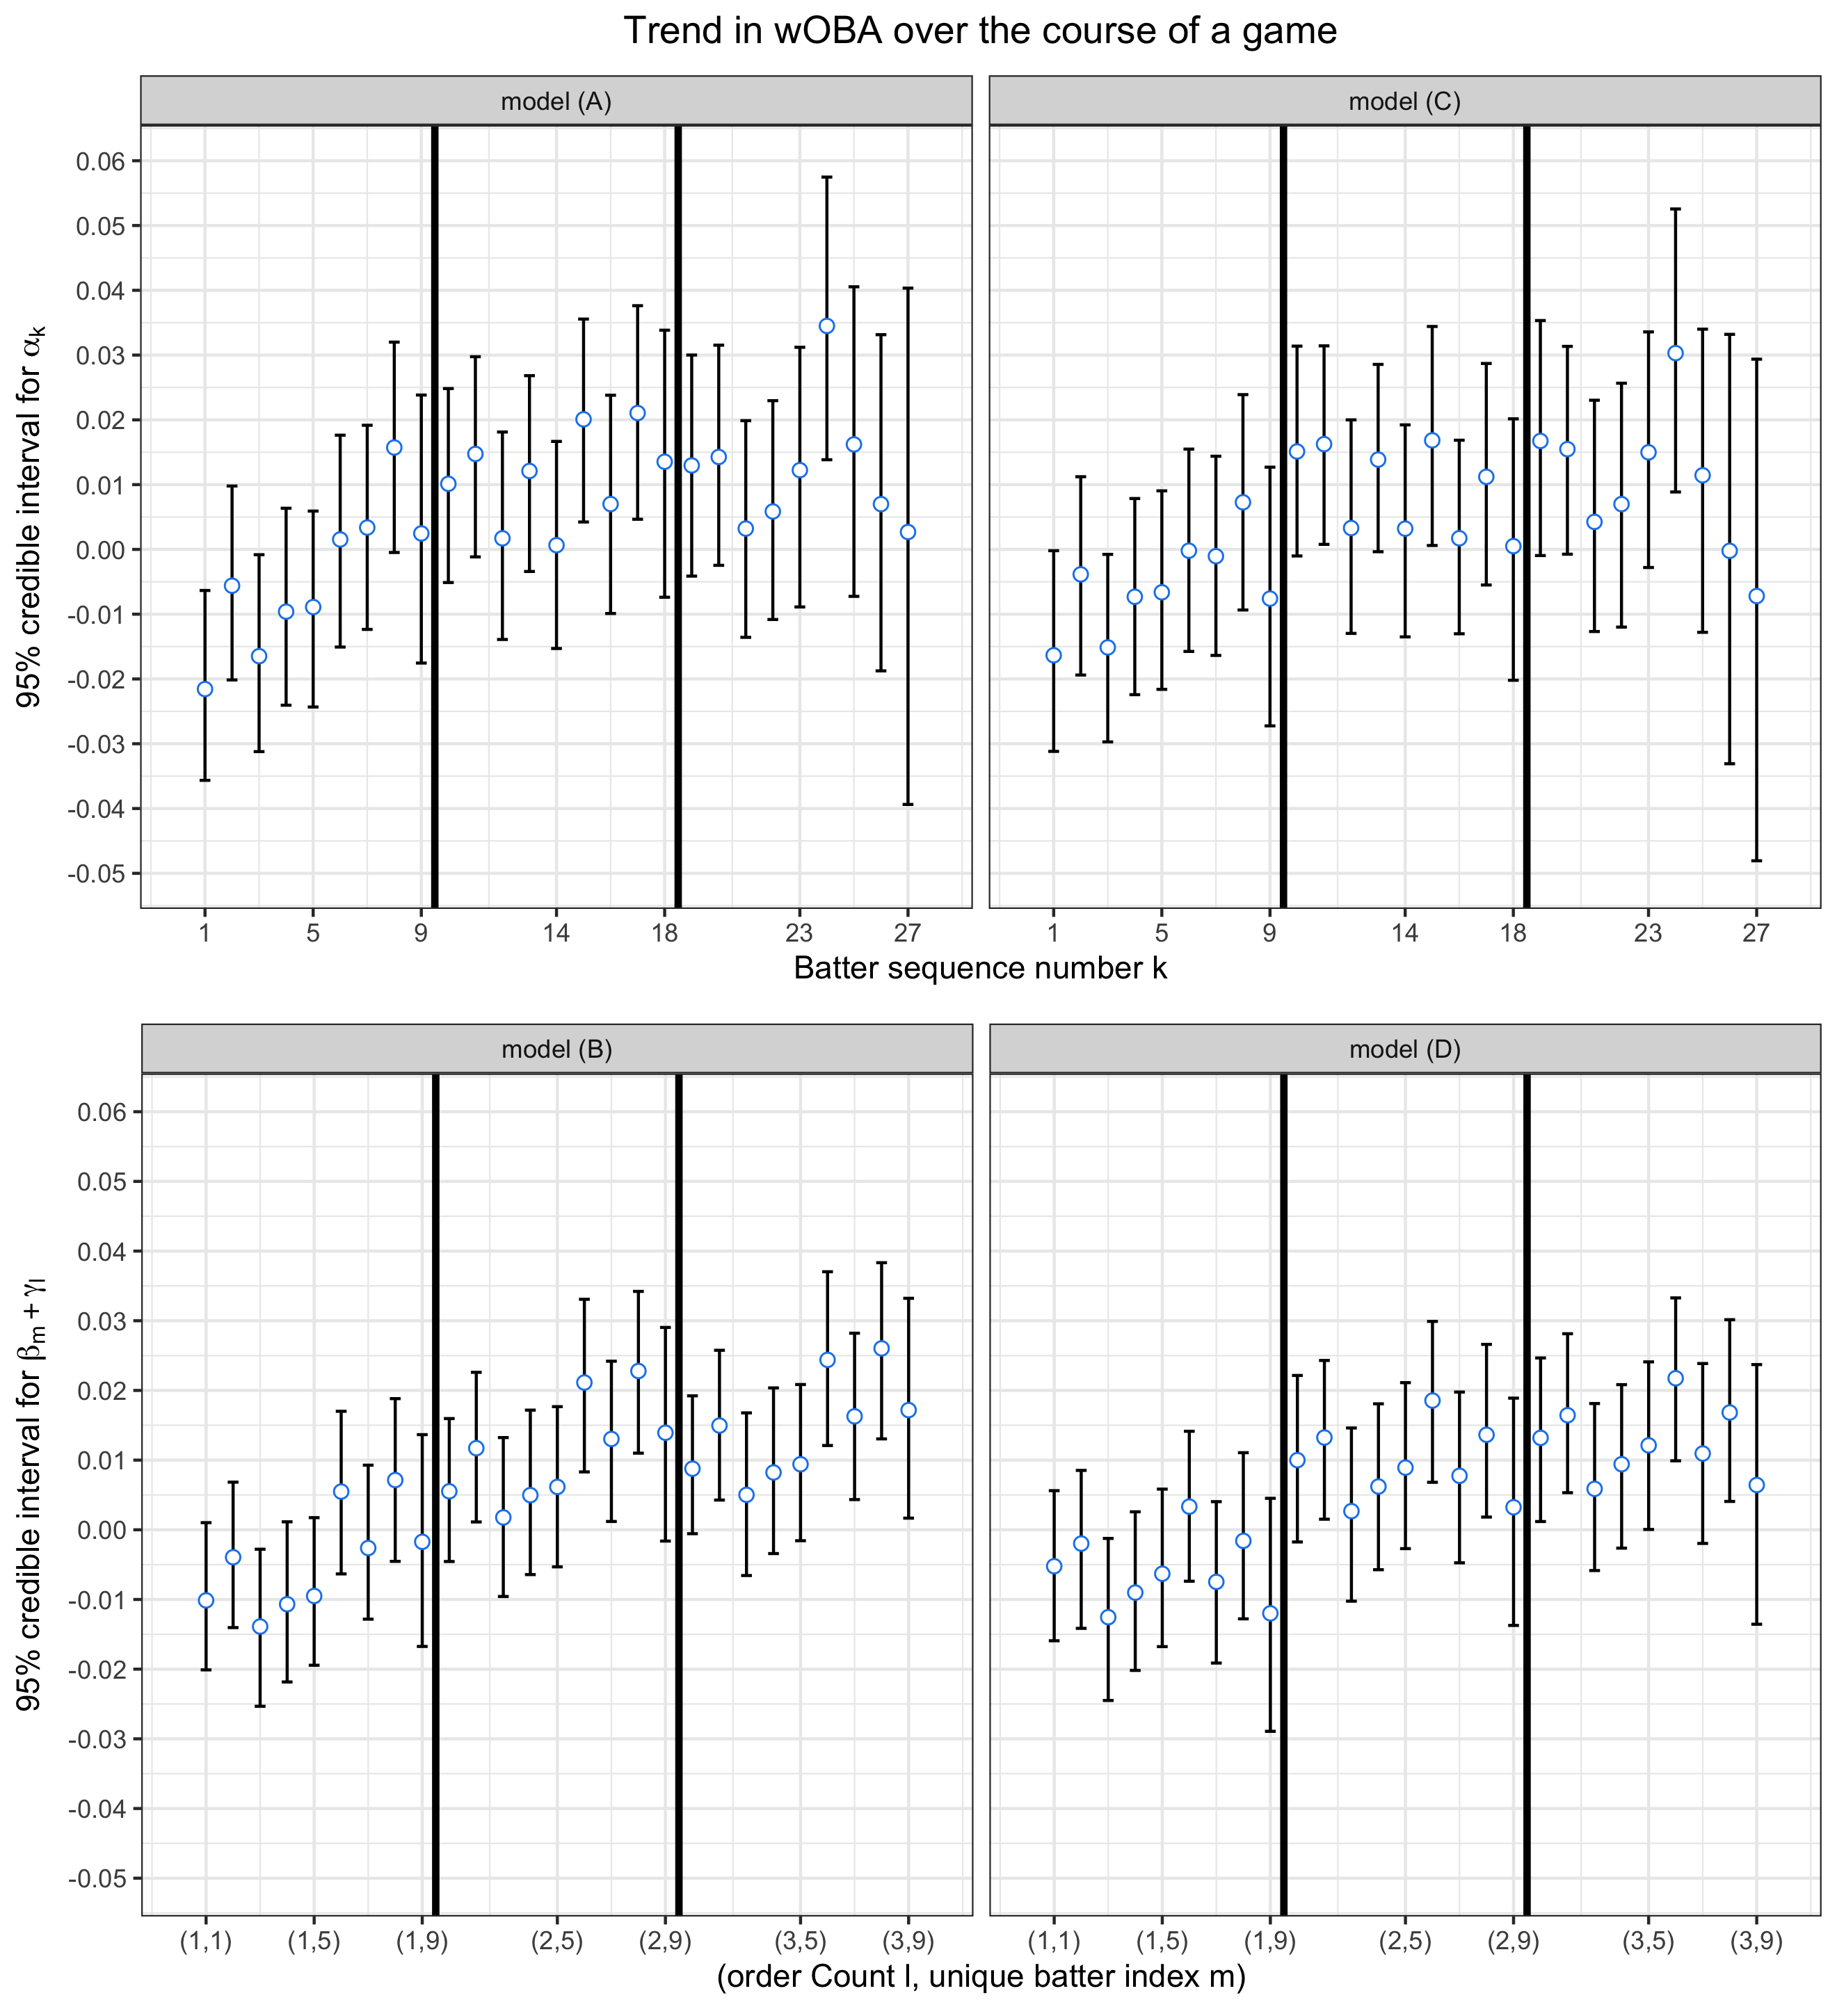 Trend in wOBA over the course of a game
model (A)
model (C)
95% credible interval for αk
0.06
0.05
0.04
0.03
0.02
0.01
0.00
-0.01
-0.02
-0.03
-0.04
-0.05
1 5 9 14 18 23 27
1 5 9 14 18 23 27
Batter sequence number k
model (B)
model (D)
95% credible interval for βm + γl
0.06
0.05
0.04
0.03
0.02
0.01
0.00
-0.01
-0.02
-0.03
-0.04
-0.05
(1,1) (1,5) (1,9) (2,5) (2,9) (3,5) (3,9)
(1,1) (1,5) (1,9) (2,5) (2,9) (3,5) (3,9)
(order Count l, unique batter index m)